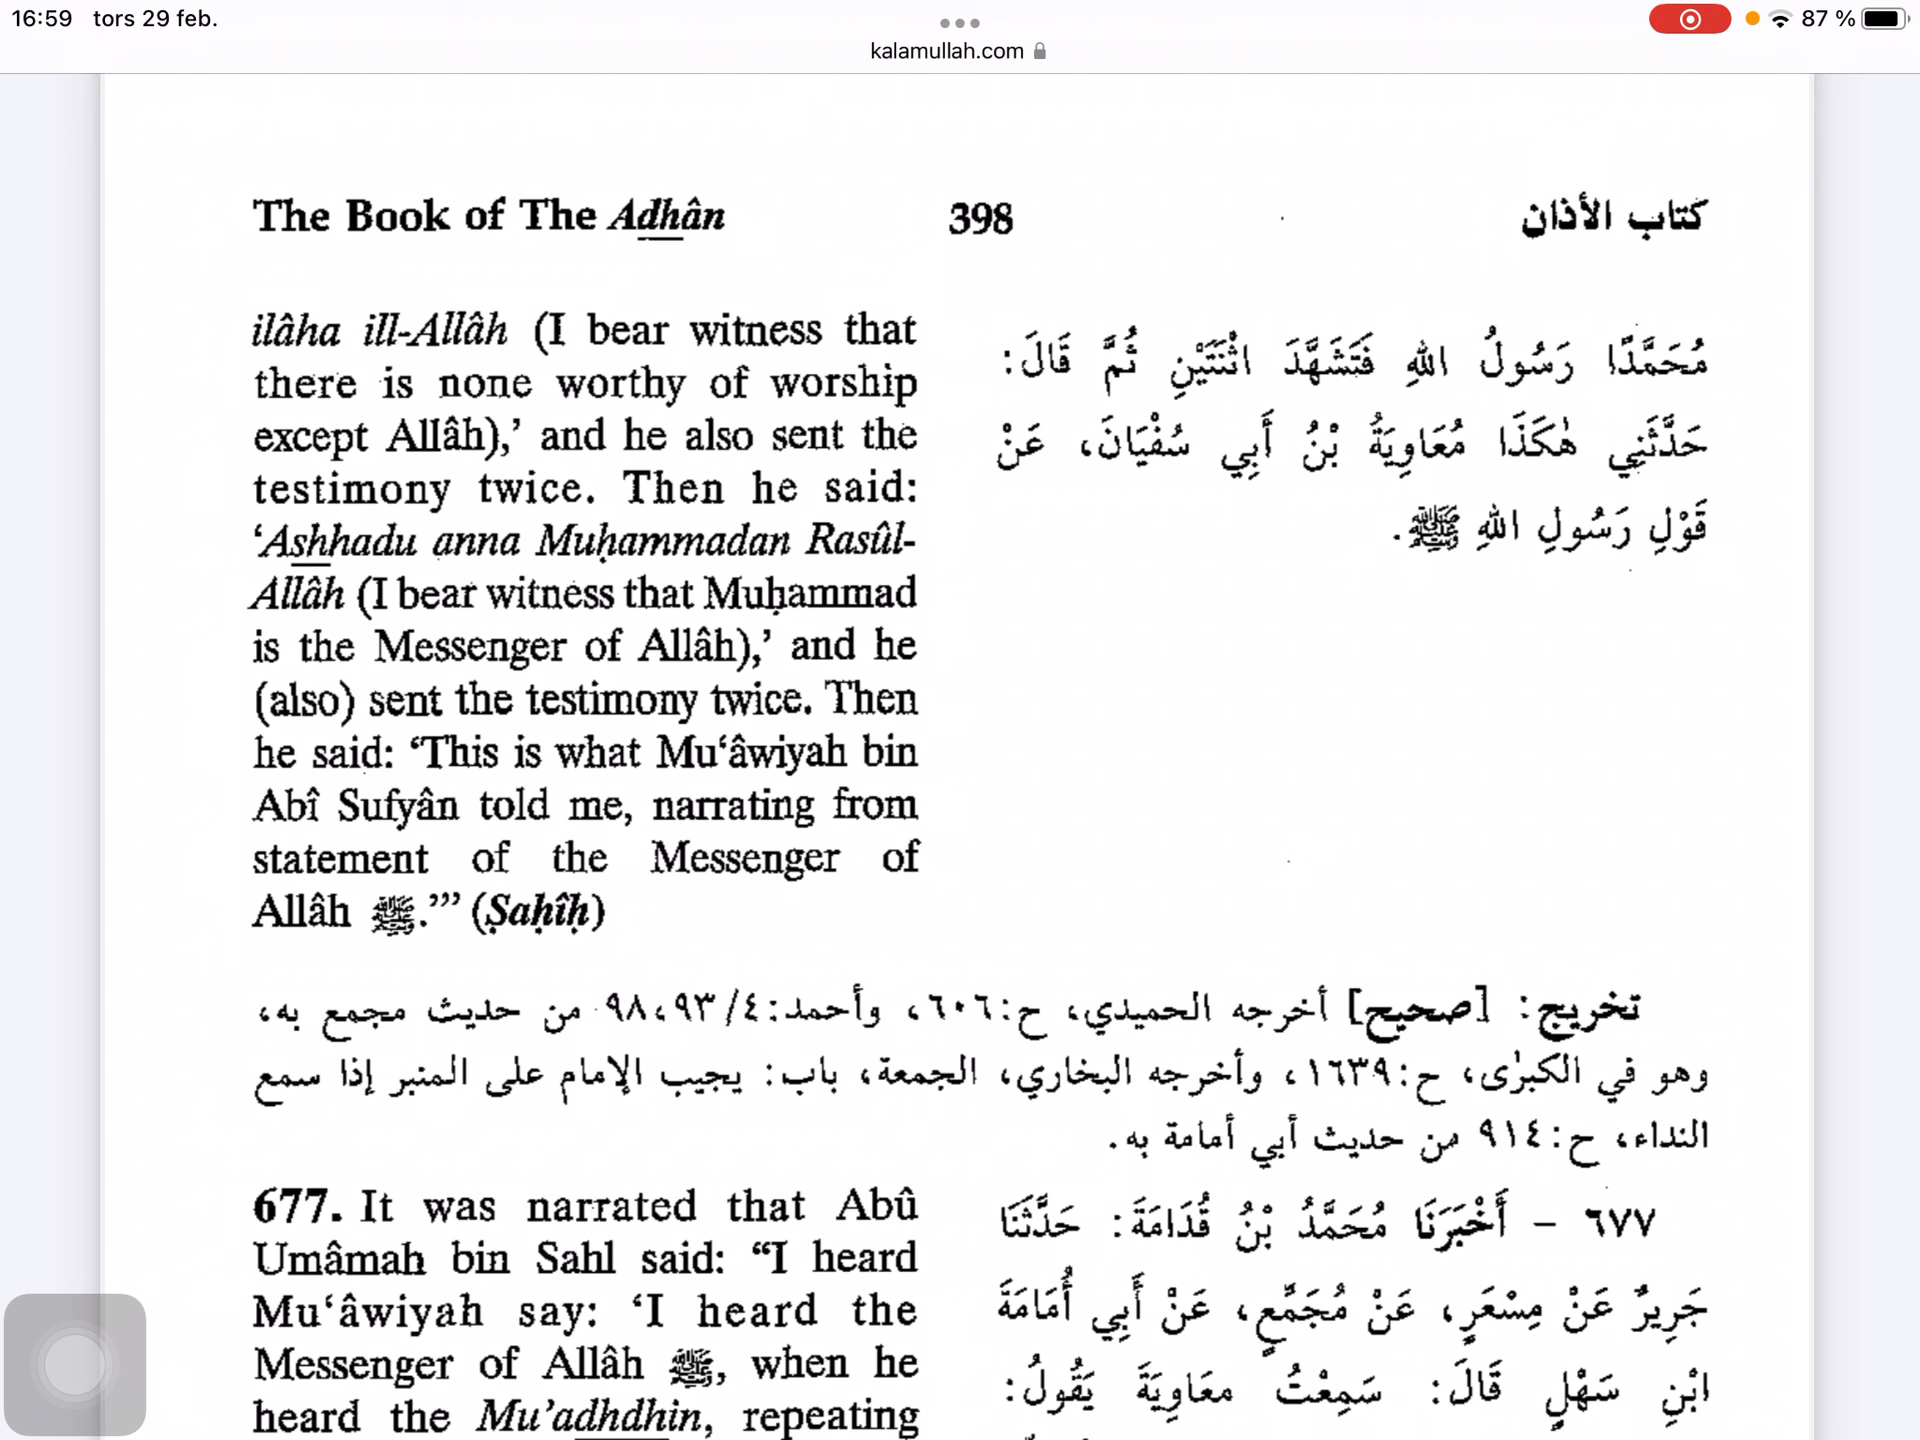 16:59 tors 29 feb.
87 %
kalamullah.com
The Book of The Adhân 398 كتاب الأذان
ilâha ill-Allâh (I bear witness that
there is none worthy of worship
except Allâh),’ and he also sent the
testimony twice. Then he said:
‘Ashhadu anna Muḥammadan Rasûl-
Allâh (I bear witness that Muḥammad
is the Messenger of Allâh),’ and he
(also) sent the testimony twice. Then
he said: ‘This is what Mu‘âwiyah bin
Abî Sufyân told me, narrating from
statement of the Messenger of
Allâh ﷺ.’” (Ṣaḥîḥ)
مُحَمَّدًا رَسُولُ اللهِ فَتَشَهَّدَ اثْنَتَيْنِ ثُمَّ قَالَ:
حَدَّثَنِي هٰكَذَا مُعَاوِيَةُ بْنُ أَبِي سُفْيَانَ، عَنْ
قَوْلِ رَسُولِ اللهِ ﷺ.
تخريج: [صحيح] أخرجه الحميدي، ح:٦٠٦، وأحمد:٤/ ٩٣،٩٨ من حديث مجمع به،
وهو في الكبرٰى، ح:١٦٣٩، وأخرجه البخاري، الجمعة، باب: يجيب الإمام على المنبر إذا سمع
النداء، ح:٩١٤ من حديث أبي أمامة به.
677. It was narrated that Abû
Umâmah bin Sahl said: “I heard
Mu‘âwiyah say: ‘I heard the
Messenger of Allâh ﷺ, when he
heard the Mu’adhdhin, repeating
٦٧٧ - أَخْبَرَنَا مُحَمَّدُ بْنُ قُدَامَةَ: حَدَّثَنَا
جَرِيرٌ عَنْ مِسْعَرٍ، عَنْ مُجَمِّعٍ، عَنْ أَبِي أُمَامَةَ
ابْنِ سَهْلٍ قَالَ: سَمِعْتُ معَاوِيَةَ يَقُولُ: